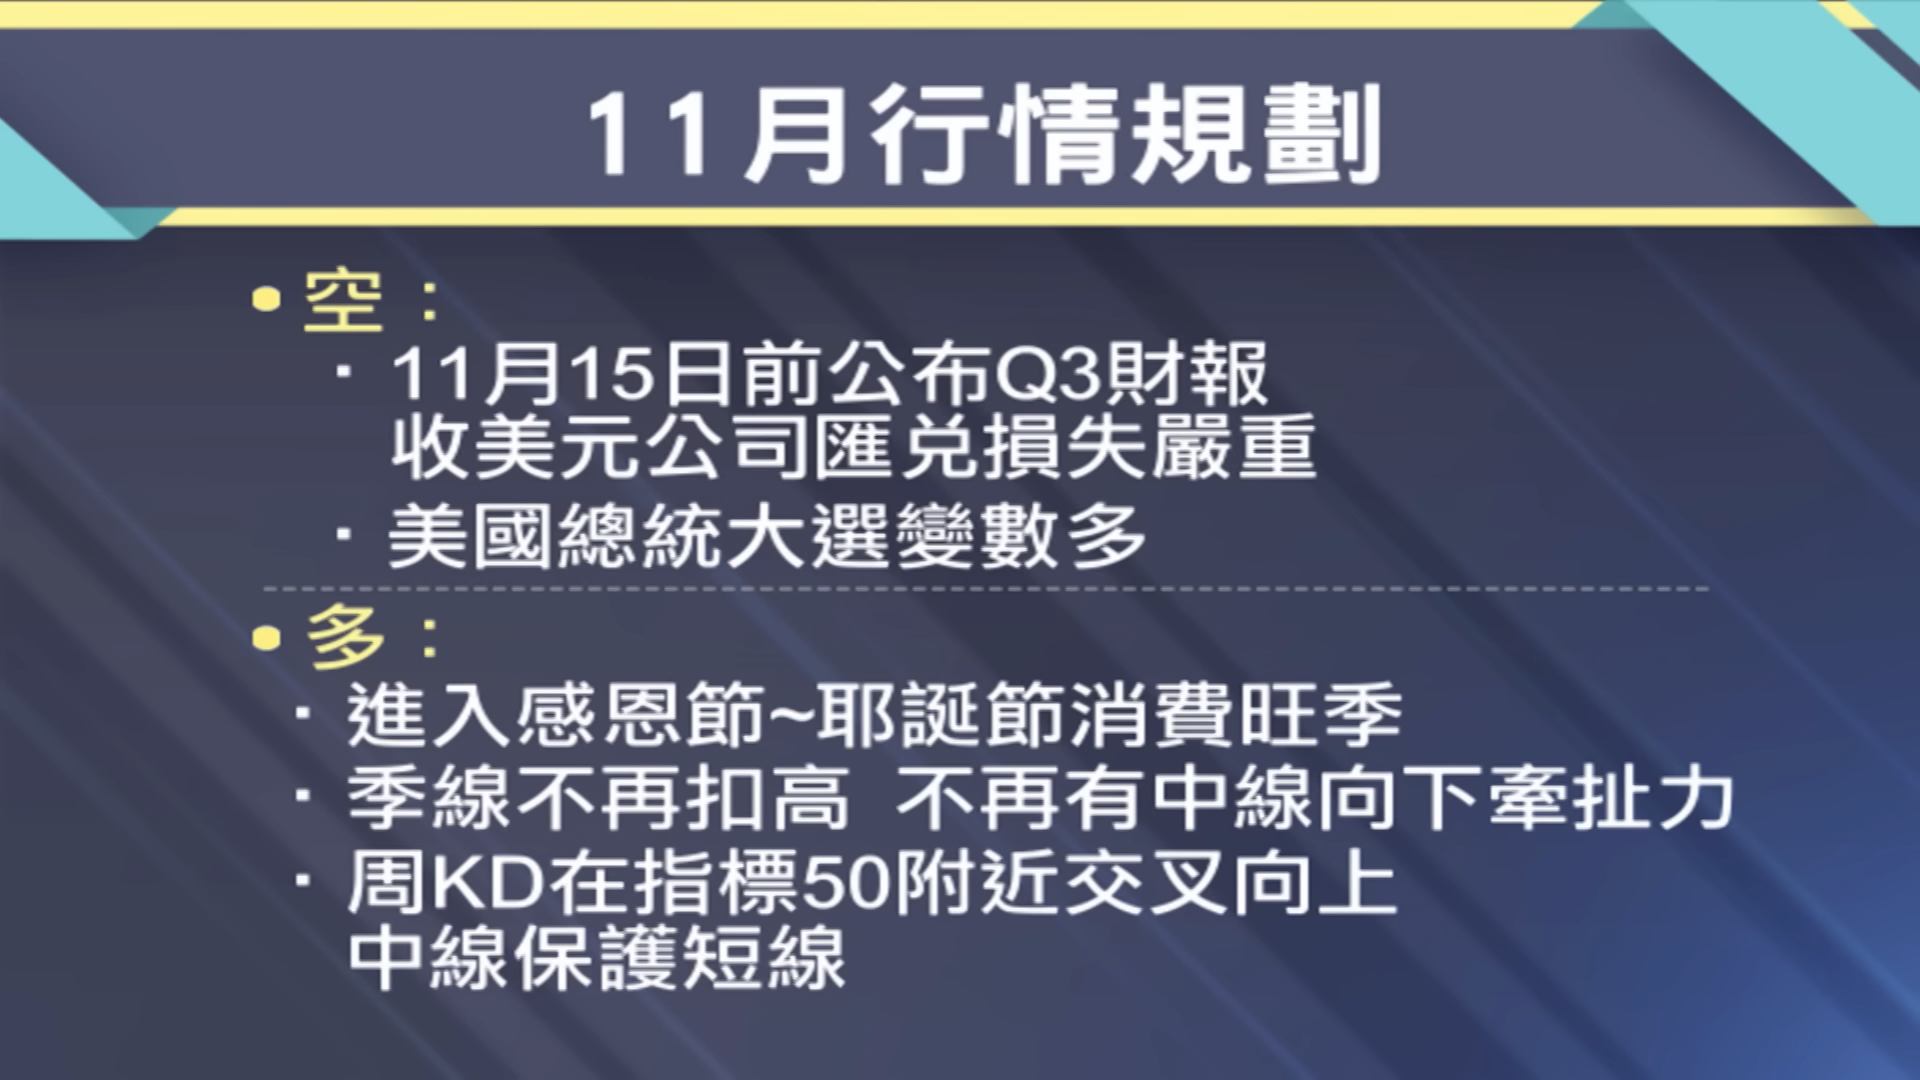 11月行情規劃
• 空：
· 11月15日前公布Q3財報
收美元公司匯兌損失嚴重
· 美國總統大選變數多
• 多：
· 進入感恩節~耶誕節消費旺季
· 季線不再扣高 不再有中線向下牽扯力
· 周KD在指標50附近交叉向上
中線保護短線